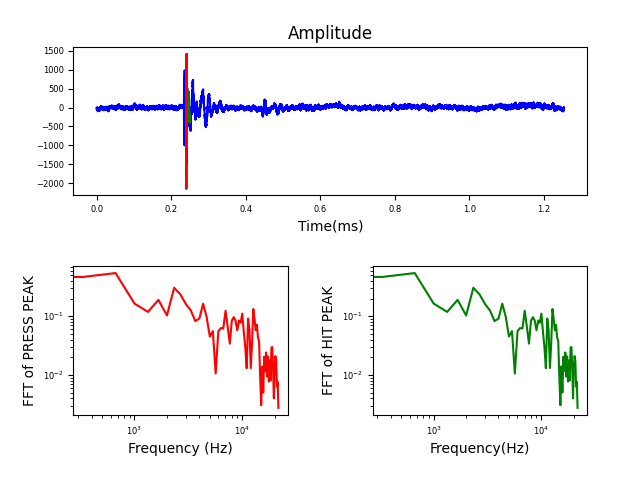 Amplitude
1500
1000
500
0
−500
−1000
−1500
−2000
0.0 0.2 0.4 0.6 0.8 1.0 1.2
Time(ms)
FFT of PRESS PEAK
10⁻¹
10⁻²
10³ 10⁴
Frequency (Hz)
FFT of HIT PEAK
10⁻¹
10⁻²
10³ 10⁴
Frequency(Hz)